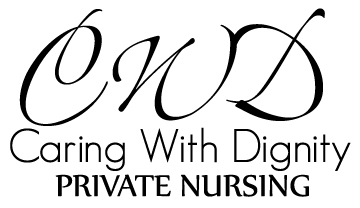 CWD
Caring With Dignity
PRIVATE NURSING